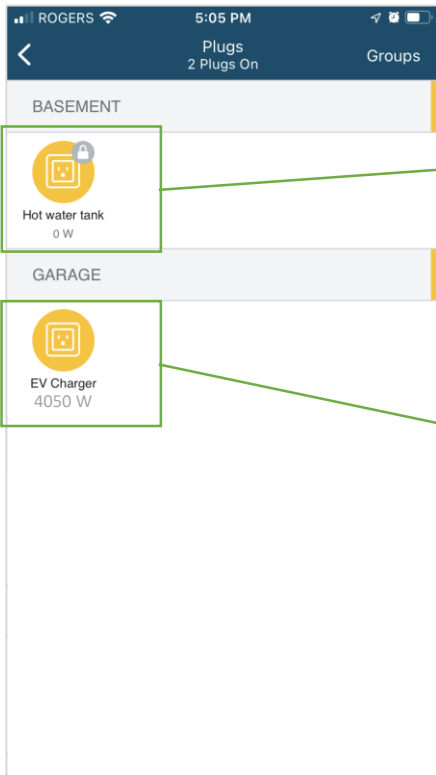 ROGERS 5:05 PM
Plugs
2 Plugs On
Groups
BASEMENT
Hot water tank
0 W
GARAGE
EV Charger
4050 W